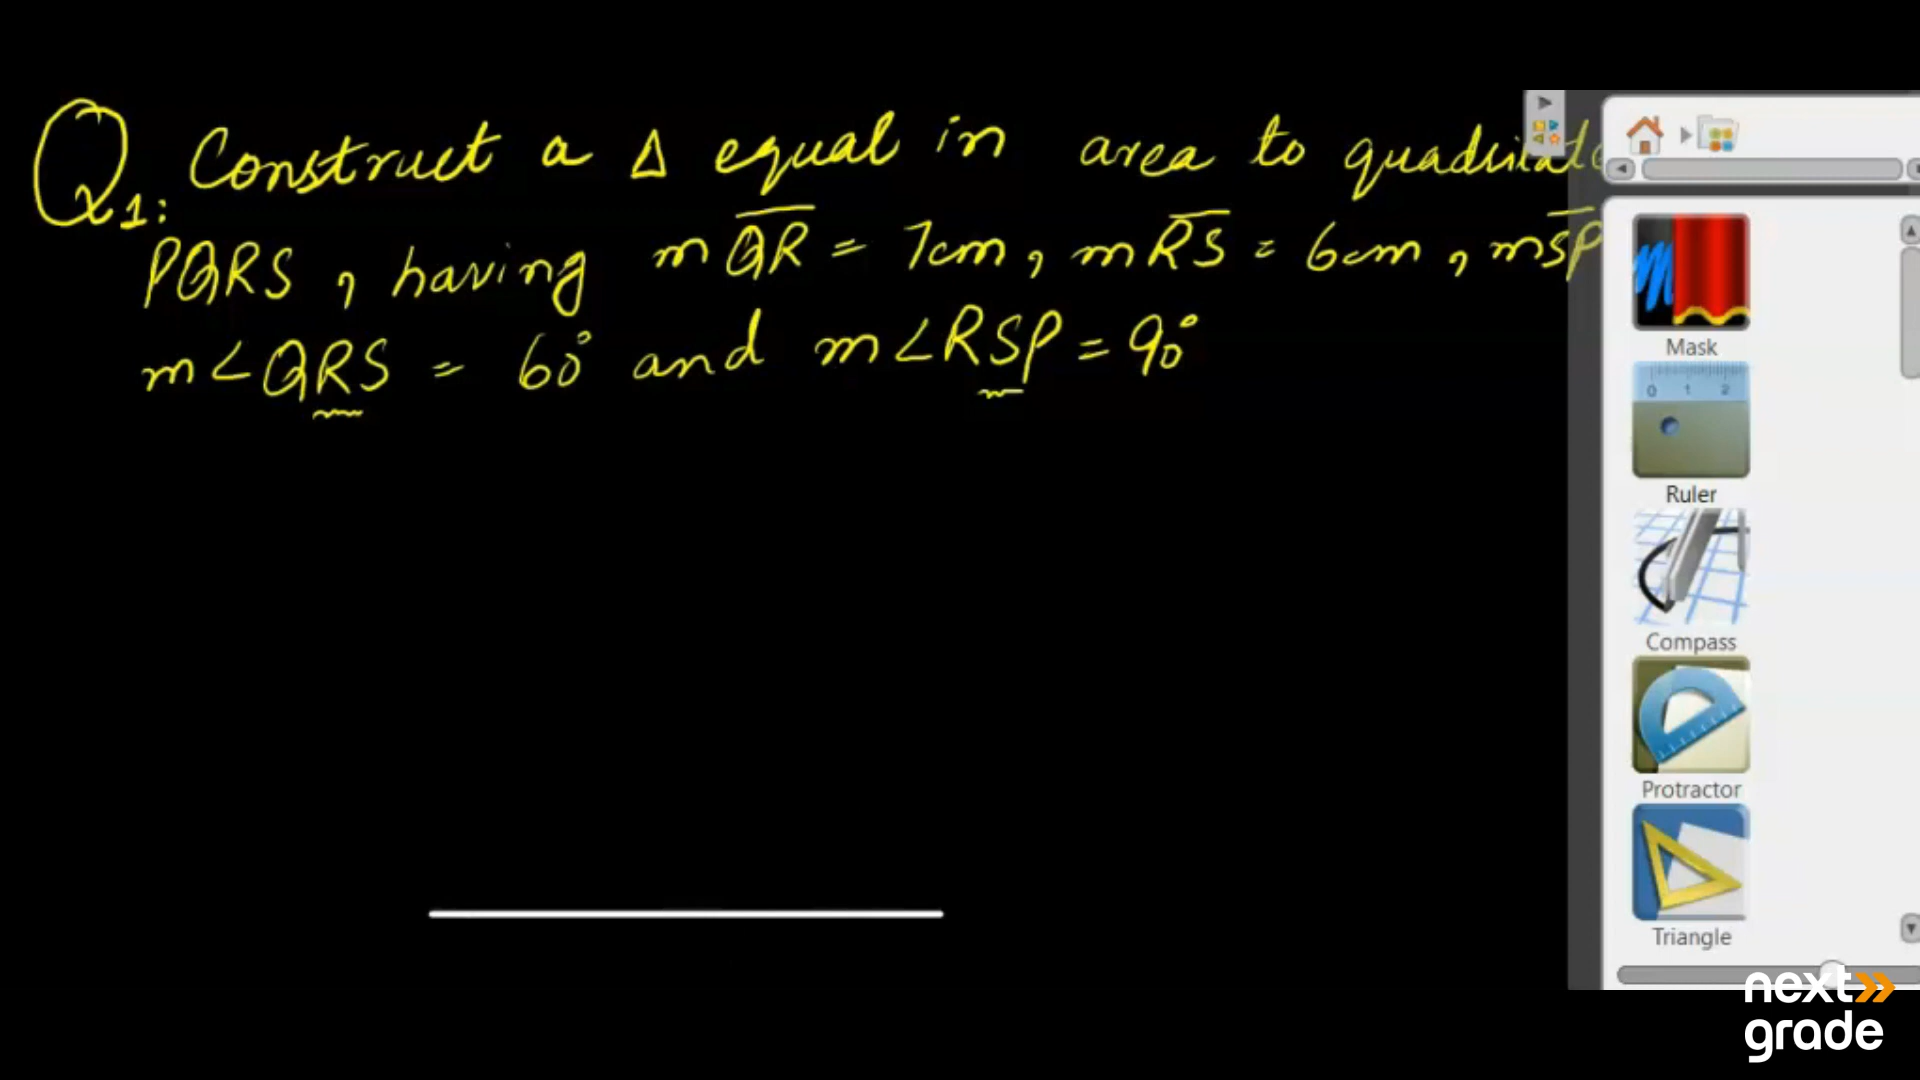 Q1: Construct a Δ equal in area to
PQRS, having mQR = 7cm, mRS = 6cm, mSP
m∠QRS = 60° and m∠RSP = 90°
Mask
0 1 2
Ruler
Compass
Protractor
Triangle
next
grade